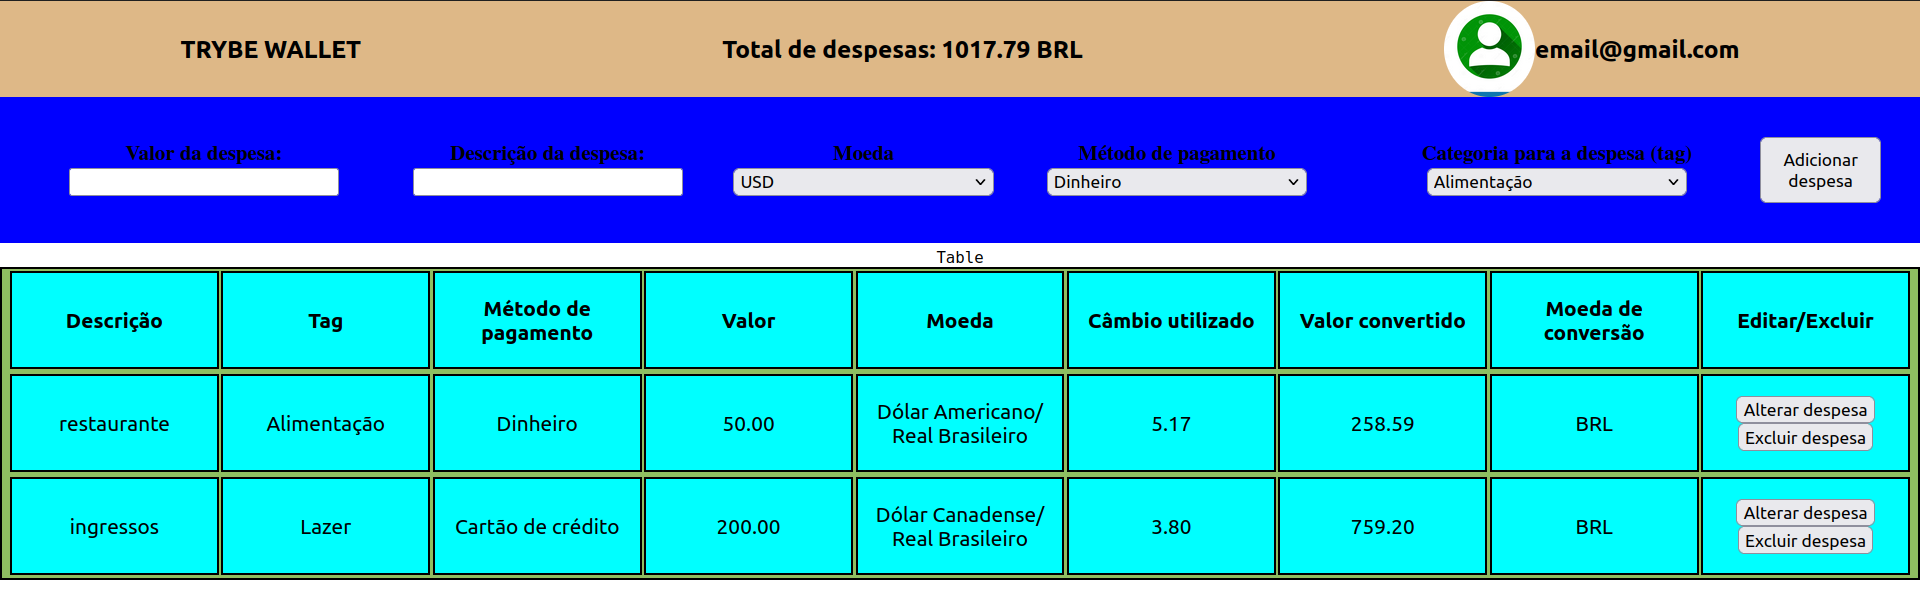 TRYBE WALLET
Total de despesas: 1017.79 BRL
email@gmail.com
Valor da despesa:
Descrição da despesa:
Moeda
USD
Método de pagamento
Dinheiro
Categoria para a despesa (tag)
Alimentação
Adicionar
despesa
Table
Descrição
Tag
Método de
pagamento
Valor
Moeda
Câmbio utilizado
Valor convertido
Moeda de
conversão
Editar/Excluir
restaurante
Alimentação
Dinheiro
50.00
Dólar Americano/
Real Brasileiro
5.17
258.59
BRL
Alterar despesa
Excluir despesa
ingressos
Lazer
Cartão de crédito
200.00
Dólar Canadense/
Real Brasileiro
3.80
759.20
BRL
Alterar despesa
Excluir despesa